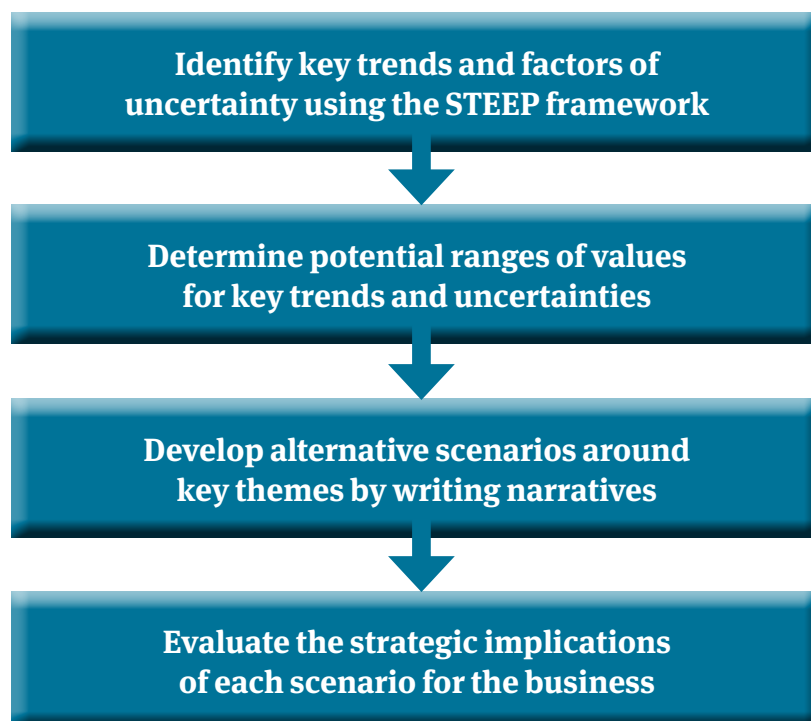 Identify key trends and factors of
uncertainty using the STEEP framework
Determine potential ranges of values
for key trends and uncertainties
Develop alternative scenarios around
key themes by writing narratives
Evaluate the strategic implications
of each scenario for the business